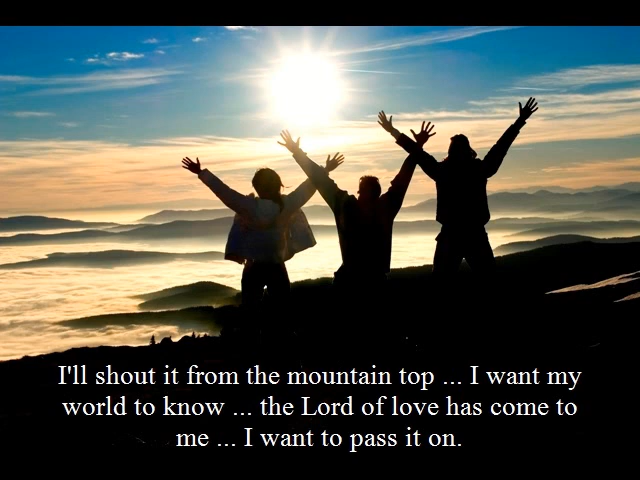 I'll shout it from the mountain top ... I want my
world to know ... the Lord of love has come to
me ... I want to pass it on.